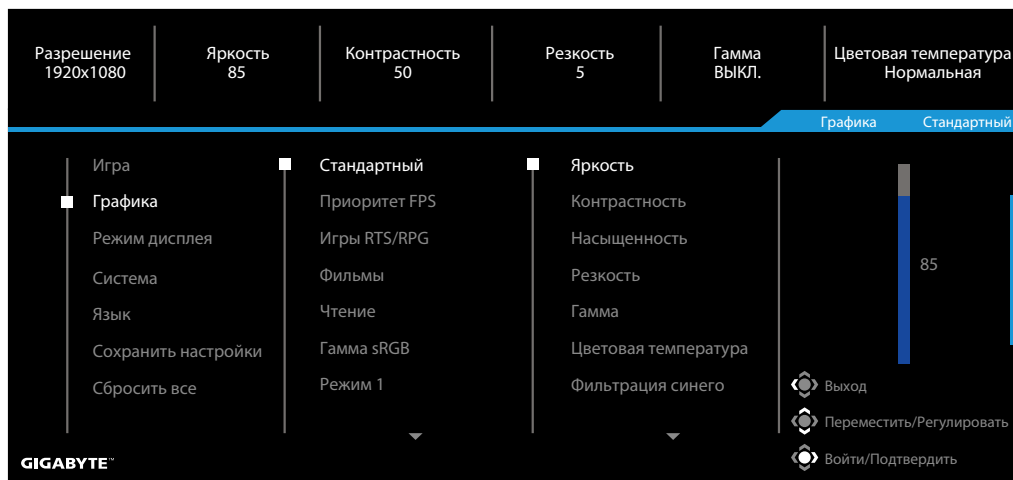 Разрешение
1920x1080
Яркость
85
Контрастность
50
Резкость
5
Гамма
ВЫКЛ.
Цветовая температура
Нормальная
Графика
Стандартный
Игра
Графика
Режим дисплея
Система
Язык
Сохранить настройки
Сбросить все
Стандартный
Приоритет FPS
Игры RTS/RPG
Фильмы
Чтение
Гамма sRGB
Режим 1
Яркость
Контрастность
Насыщенность
Резкость
Гамма
Цветовая температура
Фильтрация синего
85
Выход
Переместить/Регулировать
Войти/Подтвердить
GIGABYTE™